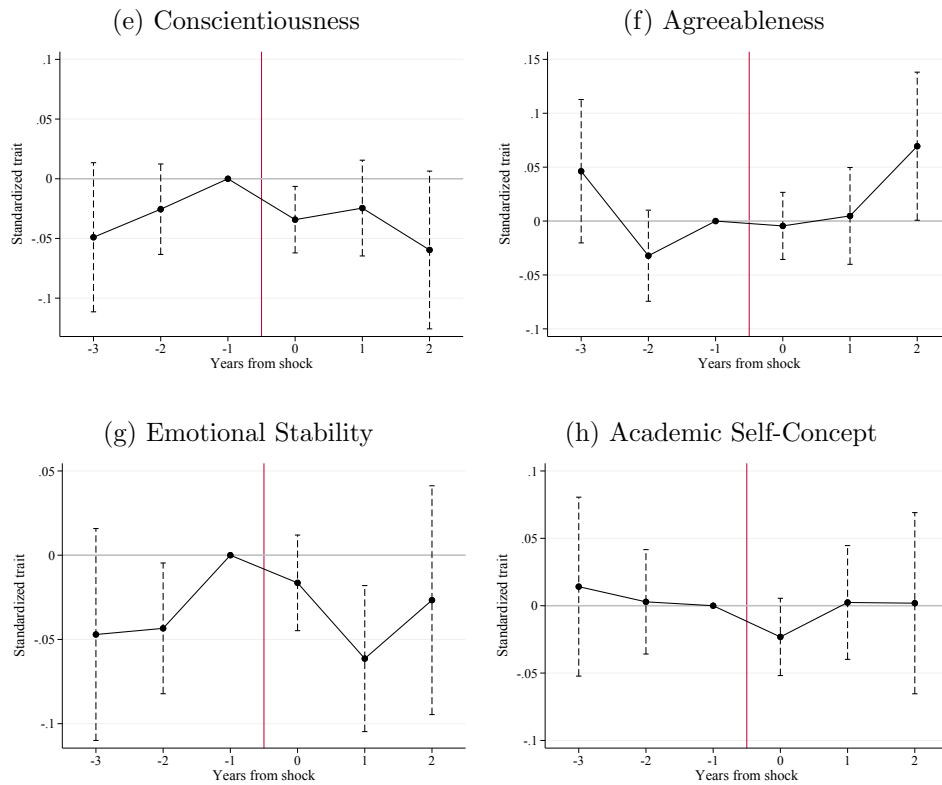 (e) Conscientiousness
.1
.05
0
-.05
-.1
Standardized trait
-3 -2 -1 0 1 2
Years from shock
(f) Agreeableness
.15
.1
.05
0
-.05
-.1
Standardized trait
-3 -2 -1 0 1 2
Years from shock
(g) Emotional Stability
.05
0
-.05
-.1
Standardized trait
-3 -2 -1 0 1 2
Years from shock
(h) Academic Self-Concept
.1
.05
0
-.05
-.1
Standardized trait
-3 -2 -1 0 1 2
Years from shock